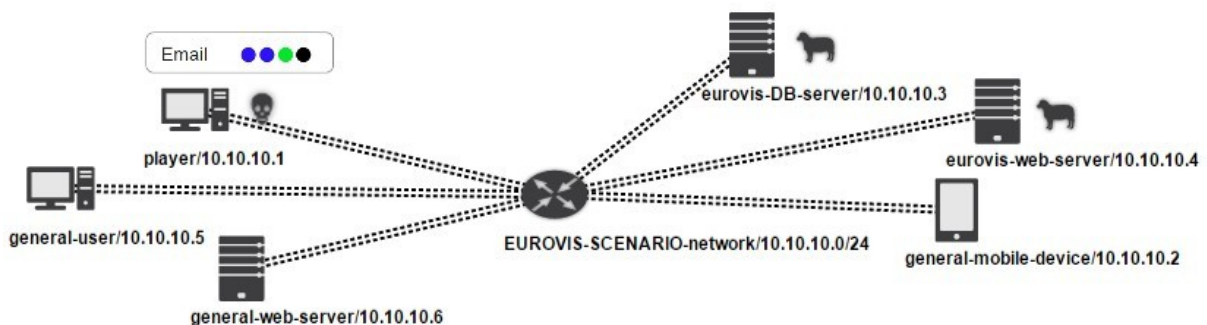 Email
eurovis-DB-server/10.10.10.3
player/10.10.10.1
eurovis-web-server/10.10.10.4
general-user/10.10.10.5
EUROVIS-SCENARIO-network/10.10.10.0/24
general-mobile-device/10.10.10.2
general-web-server/10.10.10.6